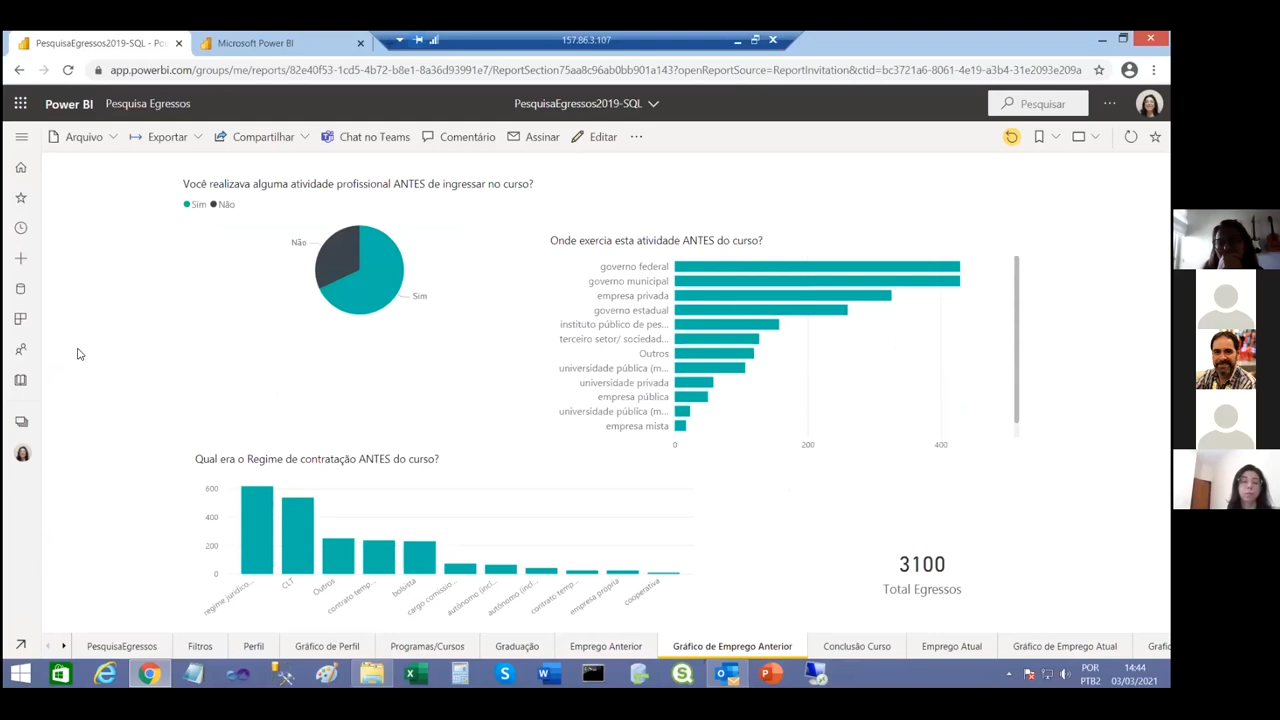 PesquisaEgressos2019-SQL - Po
Microsoft Power BI
157.86.3.107
app.powerbi.com/groups/me/reports/82e40f53-1cd5-4b72-b8e1-8a36d93991e7/ReportSection75aa8c96ab0bb901a143?openReportSource=ReportInvitation&ctid=bc3721a6-8061-4e19-a3b4-31e2093e209a
Power BI Pesquisa Egressos PesquisaEgressos2019-SQL Pesquisar
Arquivo Exportar Compartilhar Chat no Teams Comentário Assinar Editar
Você realizava alguma atividade profissional ANTES de ingressar no curso?
Sim Não
Não
Sim
Onde exercia esta atividade ANTES do curso?
governo federal
governo municipal
empresa privada
governo estadual
instituto público de pes...
terceiro setor/ sociedad...
Outros
universidade pública (m...
universidade privada
empresa pública
universidade pública (m...
empresa mista
0 200 400
Qual era o Regime de contratação ANTES do curso?
600
400
200
0
regime jurídico...
CLT
Outros
contrato temp...
bolsista
cargo comissio...
autônomo (incl...
autônomo (incl...
contrato temp...
empresa própria
cooperativa
3100
Total Egressos
PesquisaEgressos Filtros Perfil Gráfico de Perfil Programas/Cursos Graduação Emprego Anterior Gráfico de Emprego Anterior Conclusão Curso Emprego Atual Gráfico de Emprego Atual Grafic
POR 14:44
PTB2 03/03/2021